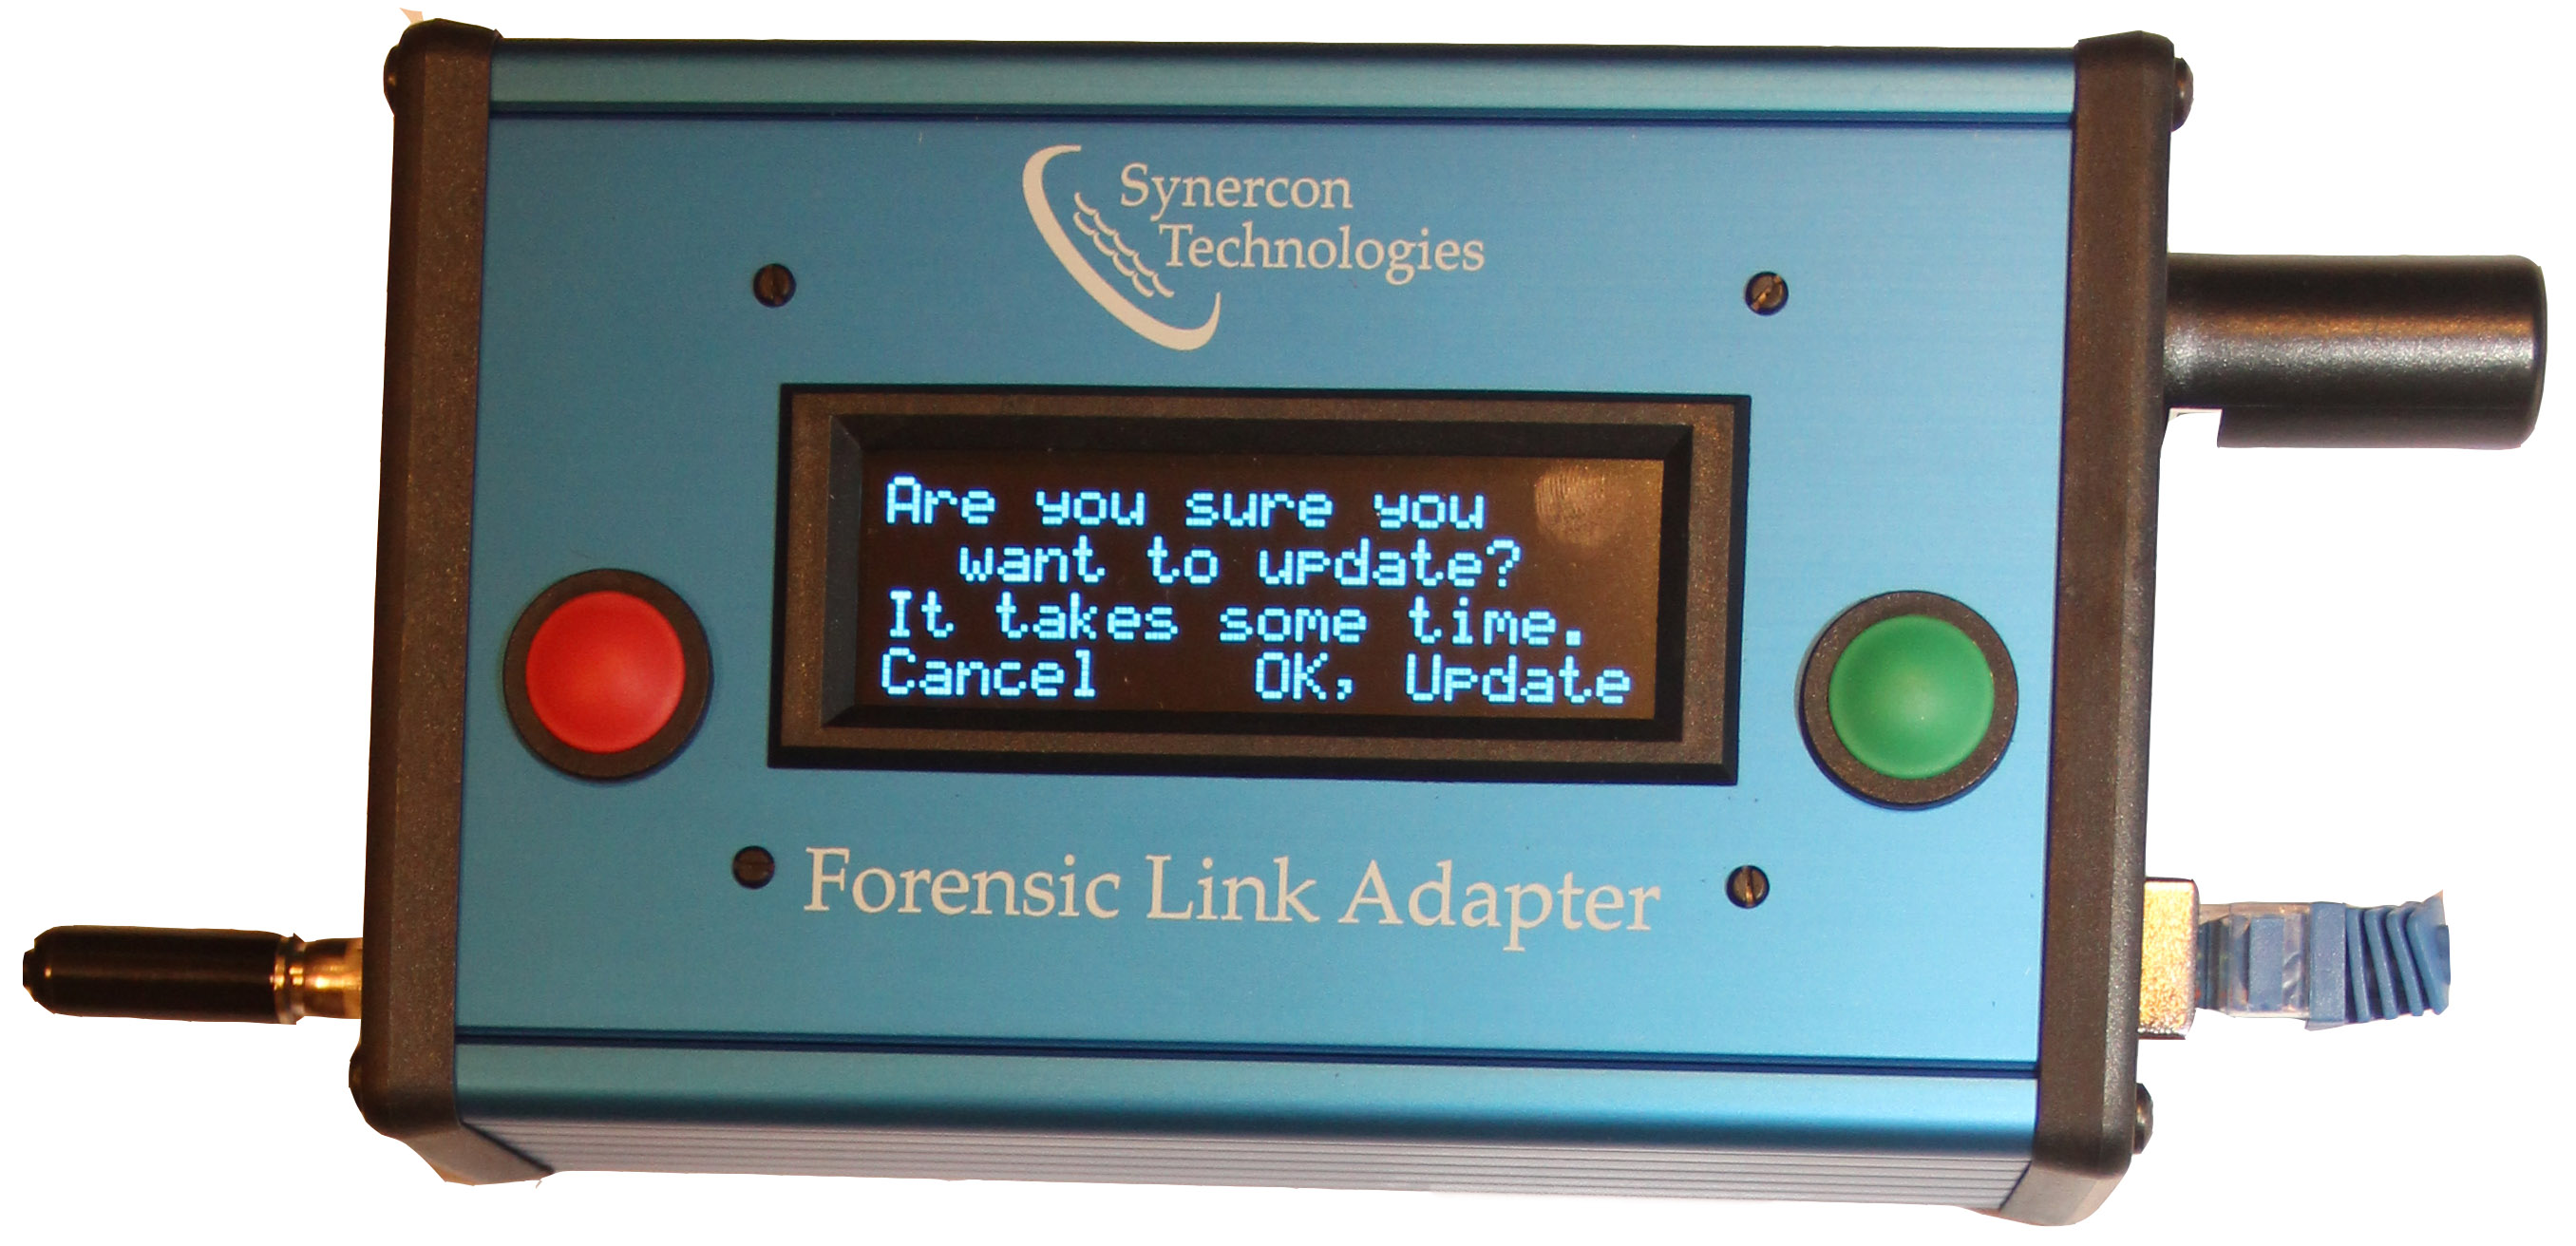 Synercon
Technologies
Are you sure you
want to update?
It takes some time.
Cancel OK, Update
Forensic Link Adapter